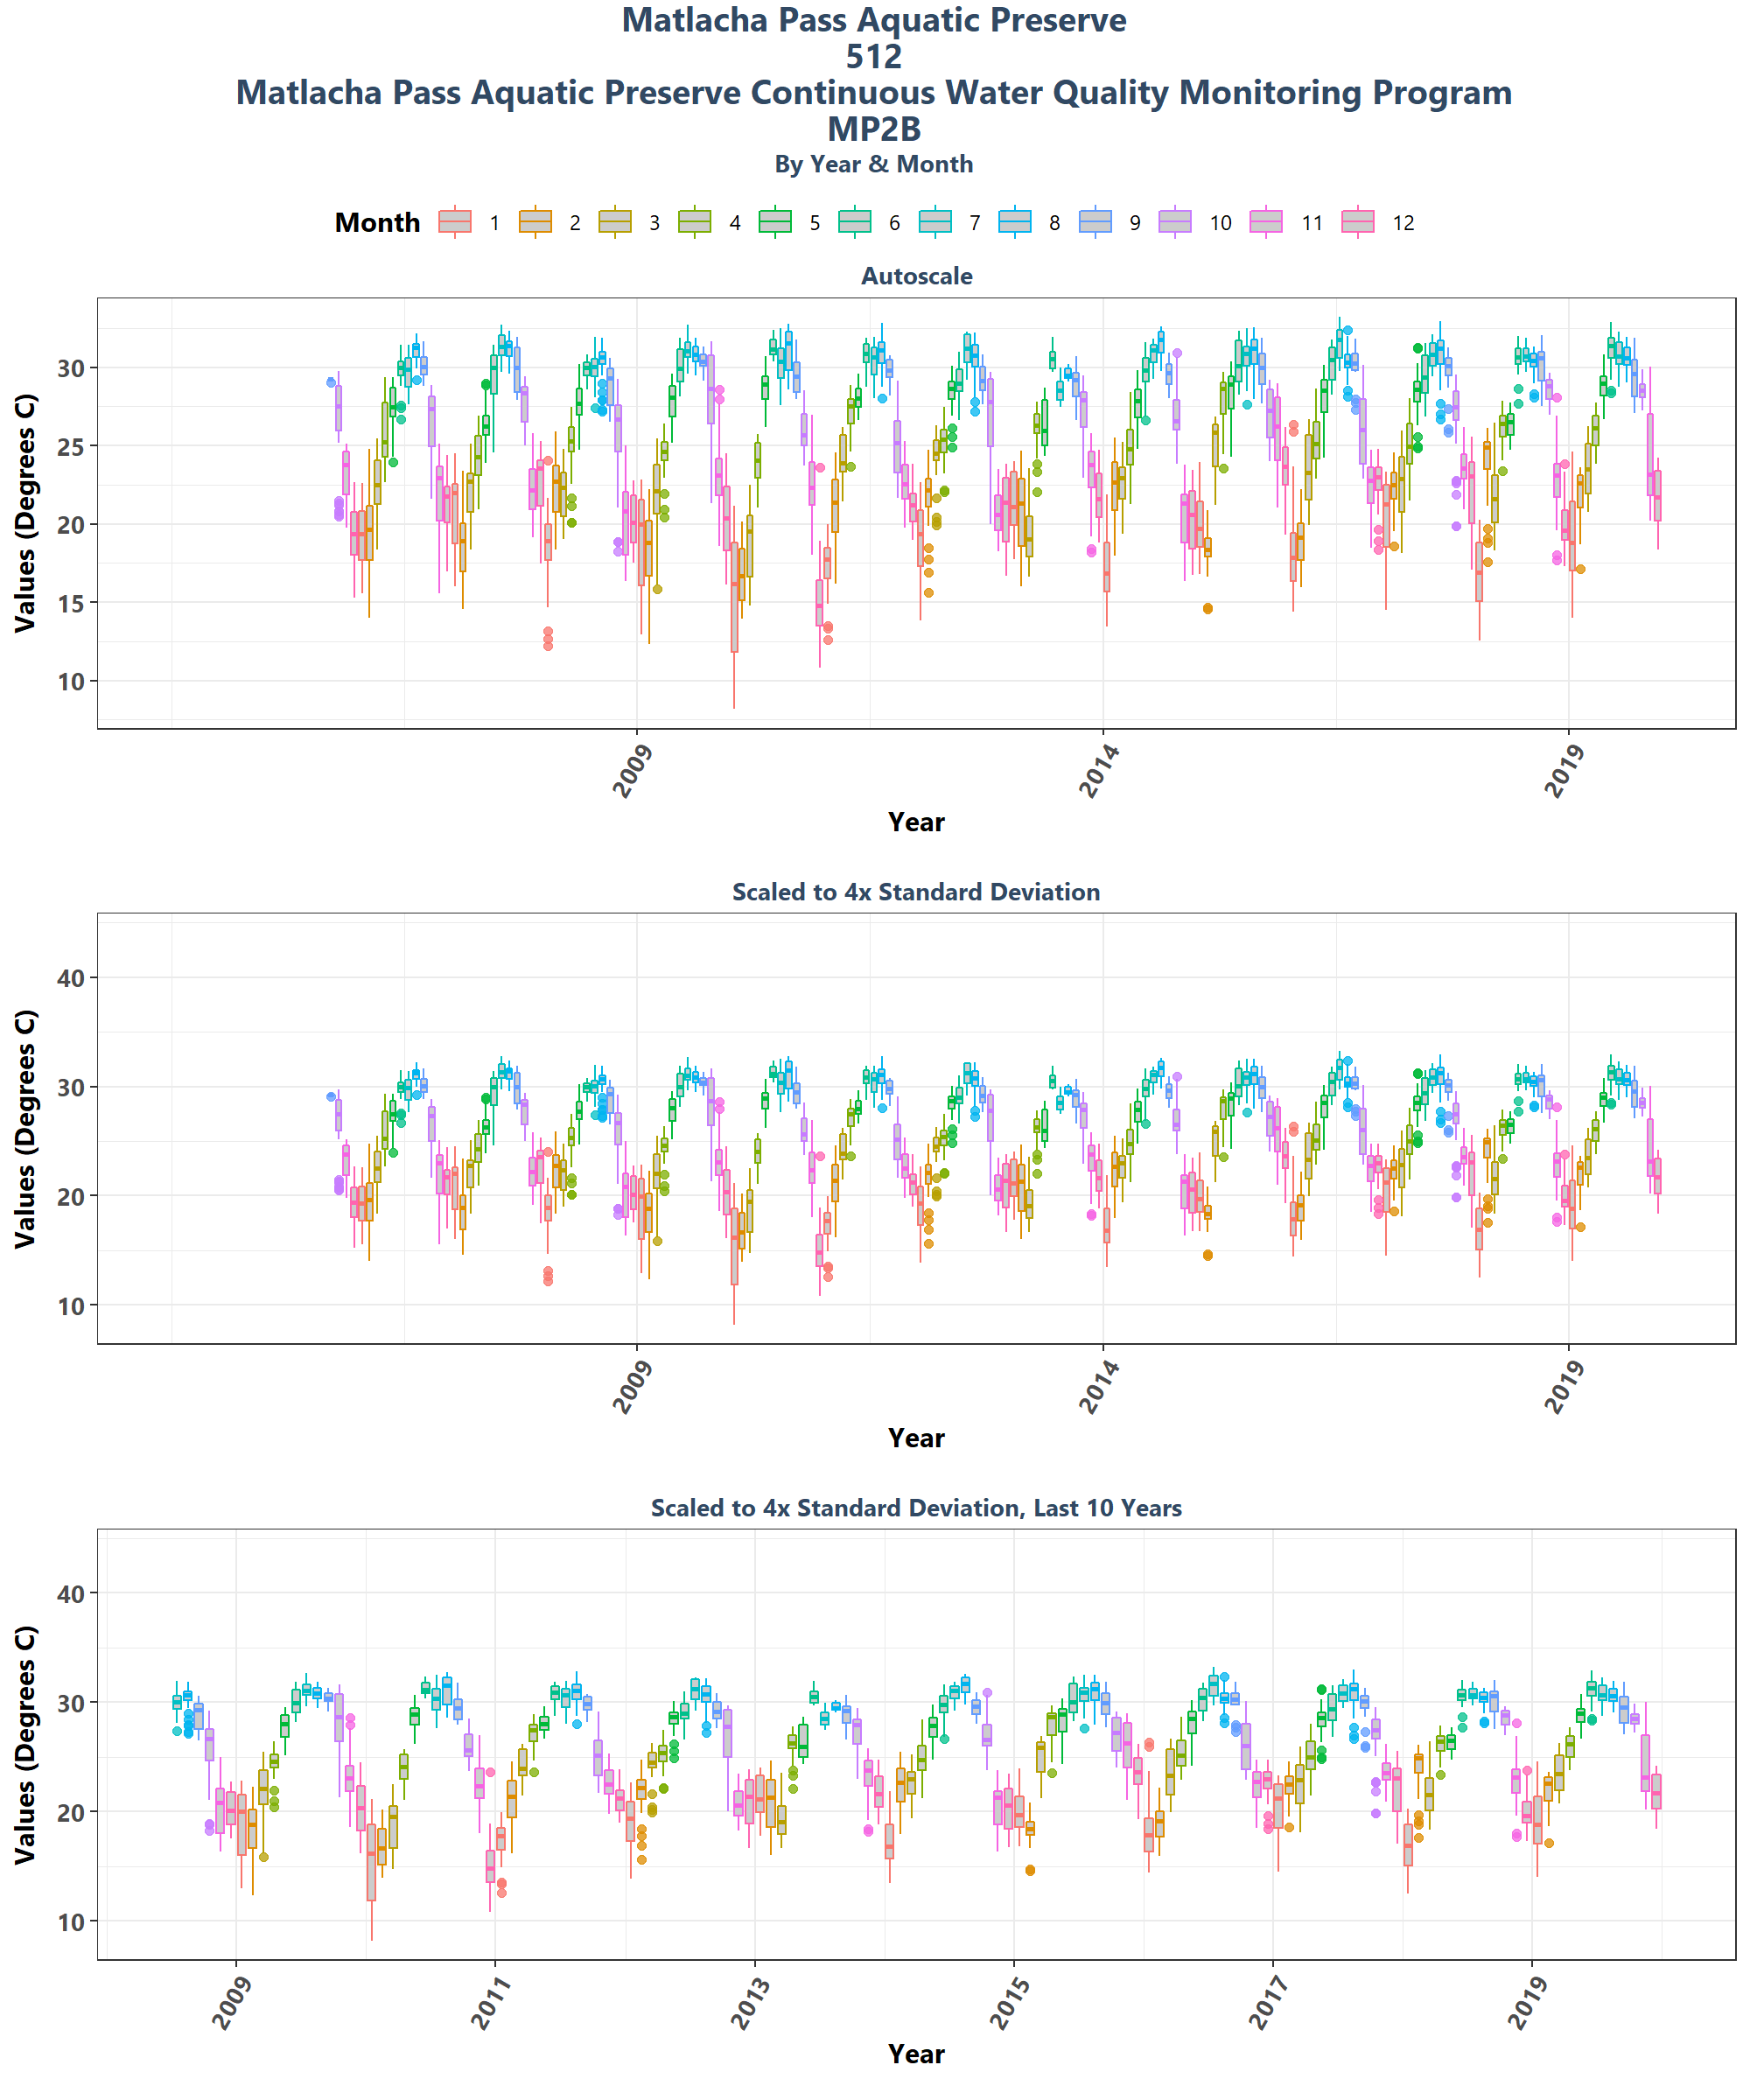 Matlacha Pass Aquatic Preserve
512
Matlacha Pass Aquatic Preserve Continuous Water Quality Monitoring Program
MP2B
By Year & Month
Month 1 2 3 4 5 6 7 8 9 10 11 12
Autoscale
Values (Degrees C)
30
25
20
15
10
2009 2014 2019
Year
Scaled to 4x Standard Deviation
Values (Degrees C)
40
30
20
10
2009 2014 2019
Year
Scaled to 4x Standard Deviation, Last 10 Years
Values (Degrees C)
40
30
20
10
2009 2011 2013 2015 2017 2019
Year